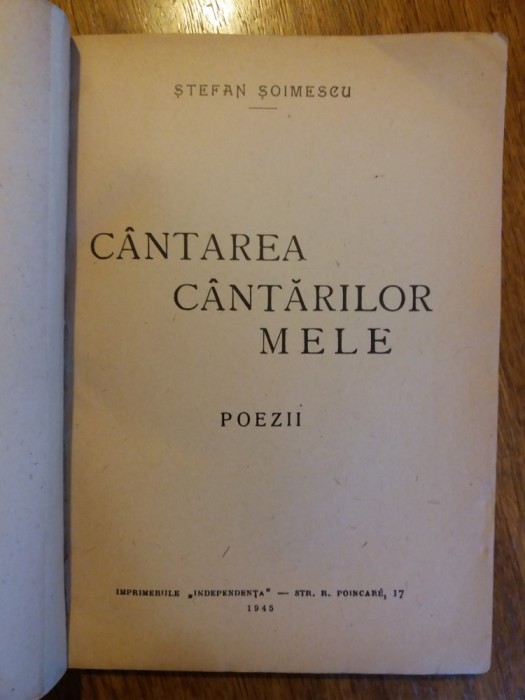 ȘTEFAN ȘOIMESCU
CÂNTAREA
CÂNTĂRILOR
MELE
POEZII
IMPRIMERIILE „INDEPENDENȚA" — STR. R. POINCARÉ, 17
1945